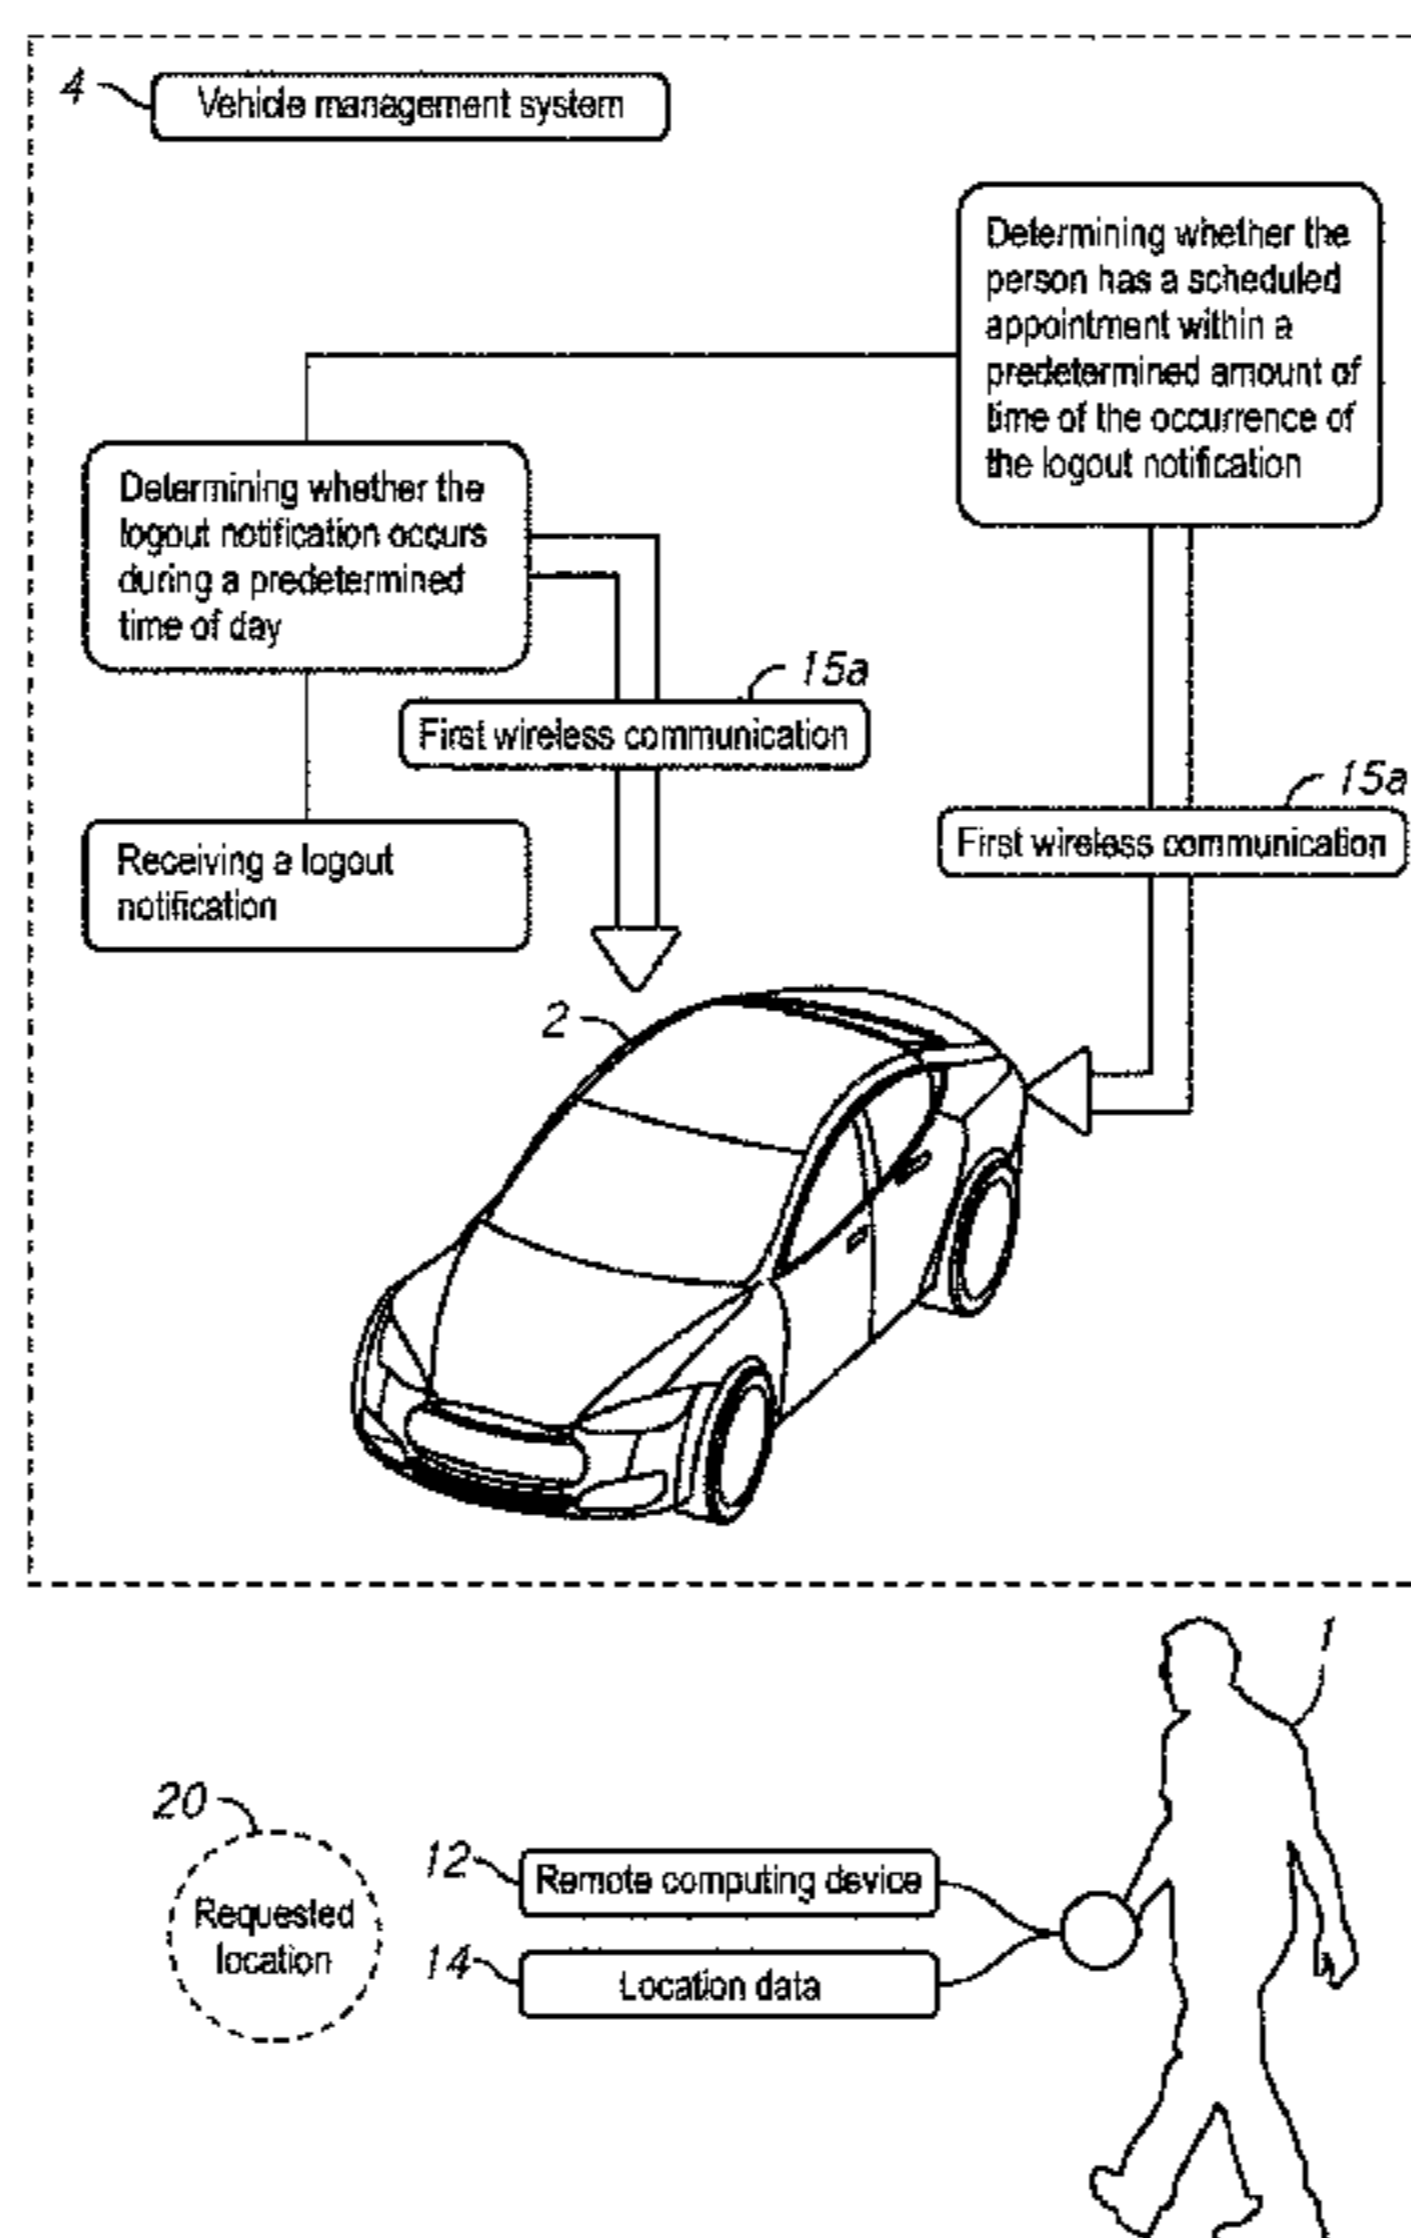 4
Vehicle management system
Determining whether the
person has a scheduled
appointment within a
predetermined amount of
time of the occurrence of
the logout notification
Determining whether the
logout notification occurs
during a predetermined
time of day
15a
First wireless communication
15a
First wireless communication
Receiving a logout
notification
2
1
20
Requested
location
12
Remote computing device
14
Location data